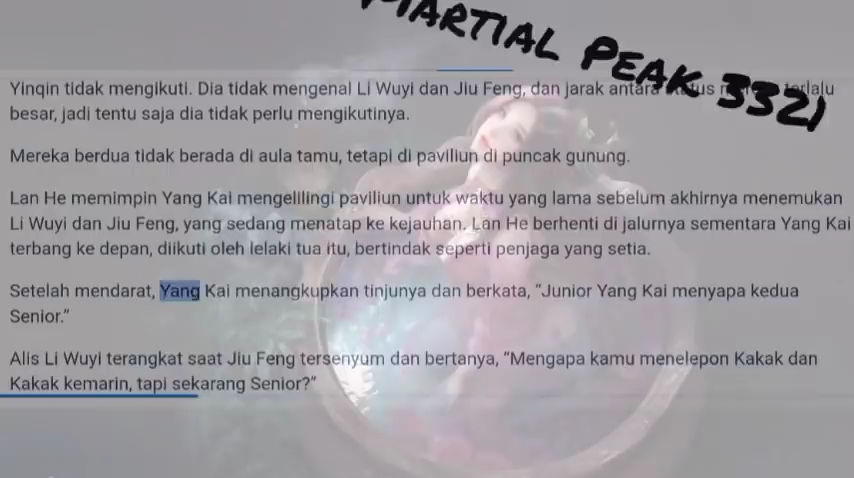 MARTIAL PEAK 3321
Yinqin tidak mengikuti. Dia tidak mengenal Li Wuyi dan Jiu Feng, dan jarak antara status terlalu
besar, jadi tentu saja dia tidak perlu mengikutinya.
Mereka berdua tidak berada di aula tamu, tetapi di paviliun di puncak gunung.
Lan He memimpin Yang Kai mengelilingi paviliun untuk waktu yang lama sebelum akhirnya menemukan
Li Wuyi dan Jiu Feng, yang sedang menatap ke kejauhan. Lan He berhenti di jalurnya sementara Yang Kai
terbang ke depan, diikuti oleh lelaki tua itu, bertindak seperti penjaga yang setia.
Setelah mendarat, Yang Kai menangkupkan tinjunya dan berkata, “Junior Yang Kai menyapa kedua
Senior.”
Alis Li Wuyi terangkat saat Jiu Feng tersenyum dan bertanya, “Mengapa kamu menelepon Kakak dan
Kakak kemarin, tapi sekarang Senior?”